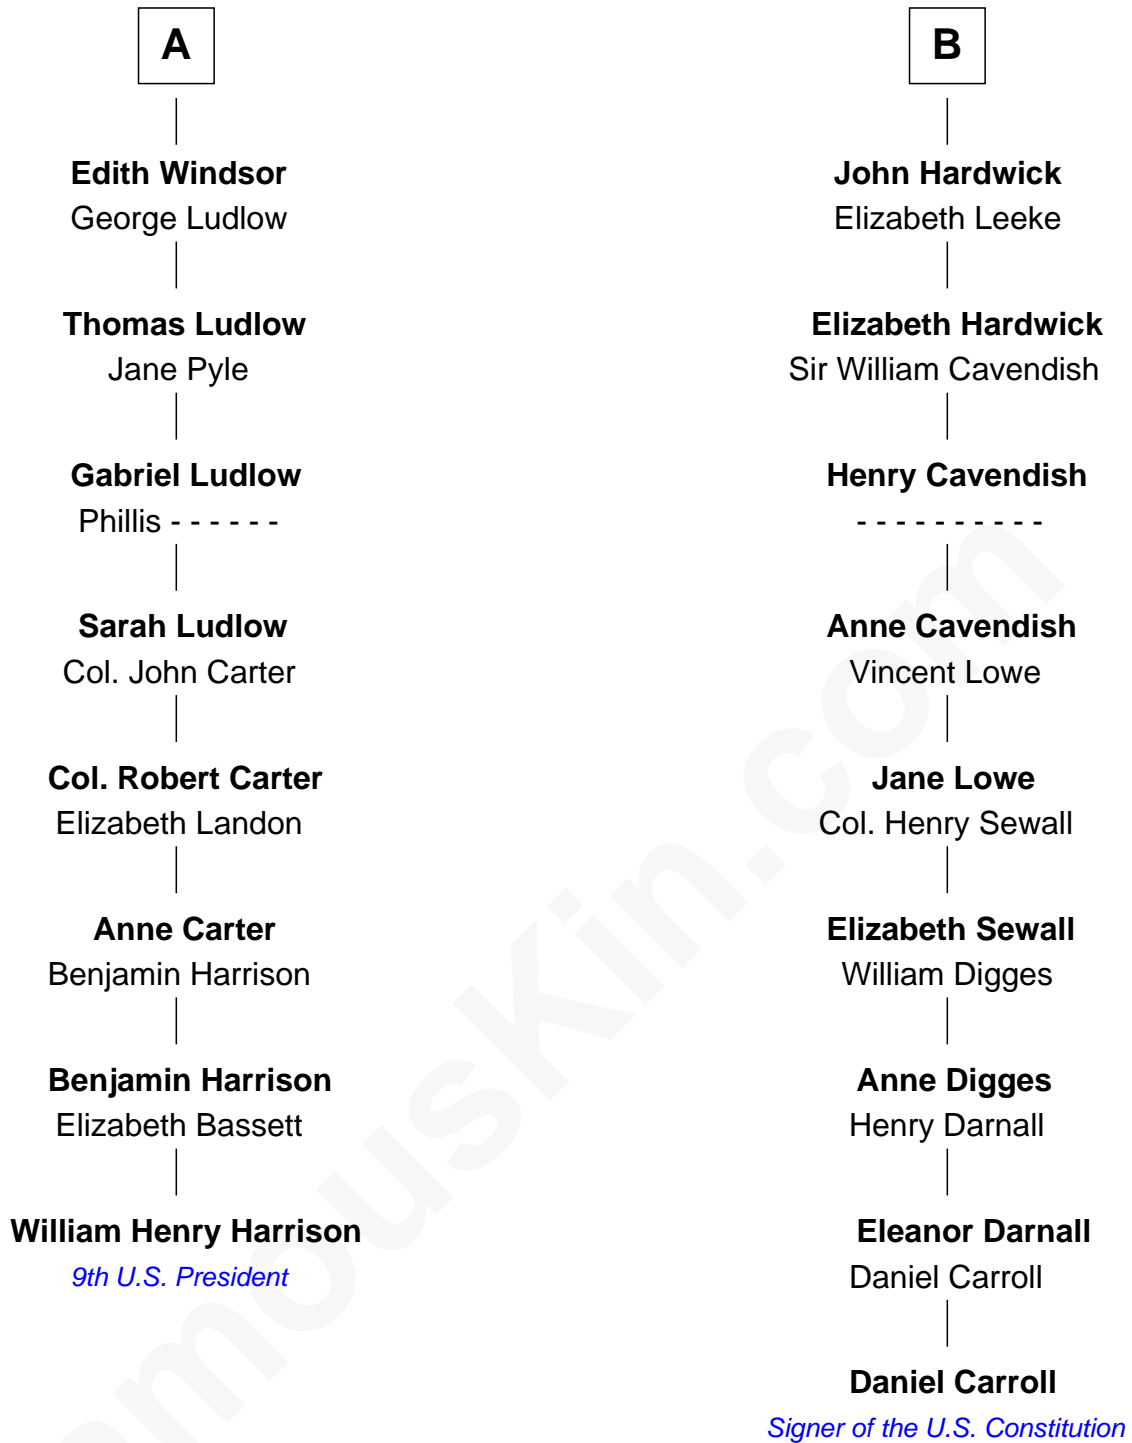 A
Edith Windsor
George Ludlow
Thomas Ludlow
Jane Pyle
Gabriel Ludlow
Phillis - - - - - -
Sarah Ludlow
Col. John Carter
Col. Robert Carter
Elizabeth Landon
Anne Carter
Benjamin Harrison
Benjamin Harrison
Elizabeth Bassett
William Henry Harrison
9th U.S. President
B
John Hardwick
Elizabeth Leeke
Elizabeth Hardwick
Sir William Cavendish
Henry Cavendish
- - - - - - - - - -
Anne Cavendish
Vincent Lowe
Jane Lowe
Col. Henry Sewall
Elizabeth Sewall
William Digges
Anne Digges
Henry Darnall
Eleanor Darnall
Daniel Carroll
Daniel Carroll
Signer of the U.S. Constitution
amousKin.com